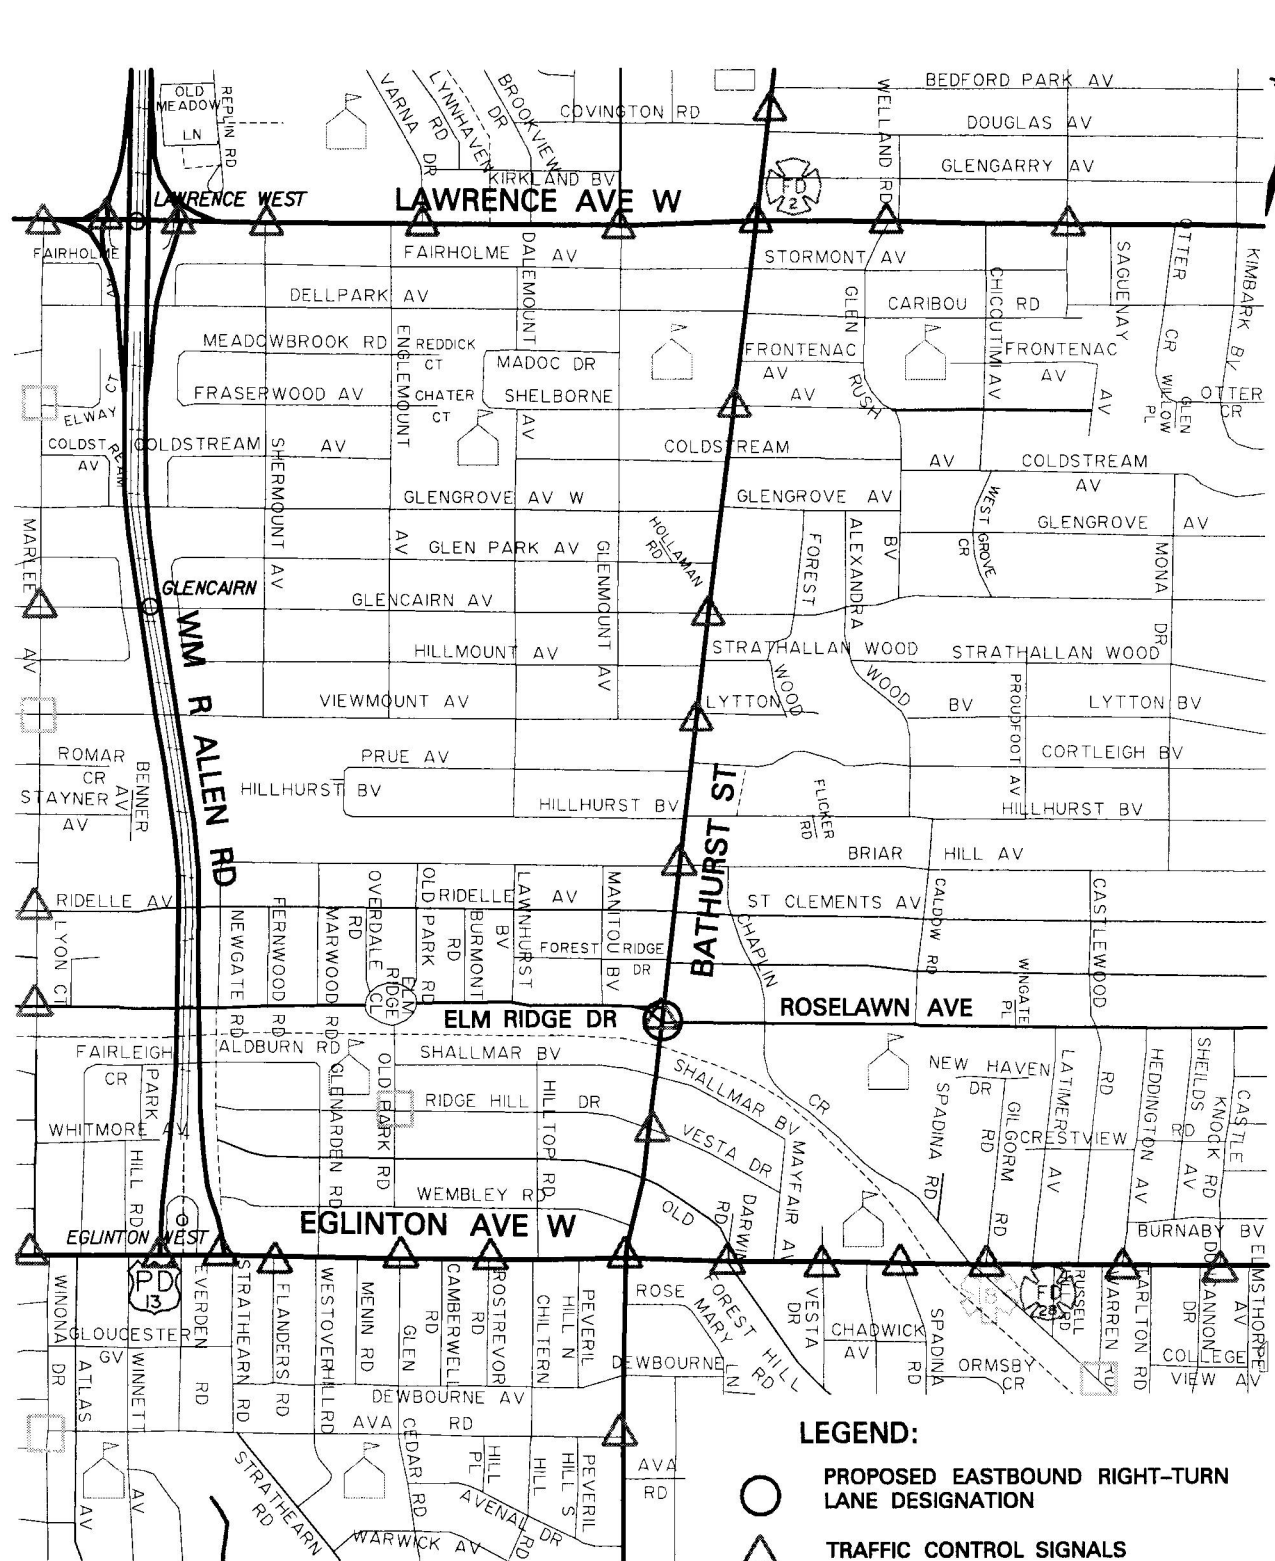 BEDFORD PARK AV
OLD
MEADOW
LN
REPLIN RD
VARNA
DR
LYNNHAVEN
RD
BROOKVIEW
DR
COVINGTON RD
WELLAND RD
DOUGLAS AV
GLENGARRY AV
KIRKLAND BV
FD
2
LAWRENCE WEST
LAWRENCE AVE W
FAIRHOLME
AV
FAIRHOLME AV
DALEMOUNT
AV
STORMONT AV
SAGUENAY
AV
OTTER
CR
KIMBARK BV
DELLPARK AV
GLEN
RUSH
BV
CARIBOU RD
CHICOUTIMI AV
MEADOWBROOK RD
ENGLEMOUNT
AV
REDDICK
CT
MADOC DR
FRONTENAC
AV
FRONTENAC
AV
FRASERWOOD AV
CHATER
CT
SHELBORNE
AV
WILLOW
PL
GLEN
OTTER
CR
ELWAY
CT
COLDSTREAM
AV
COLDSTREAM AV
SHERMOUNT AV
COLDSTREAM
AV
COLDSTREAM
AV
GLENGROVE AV W
GLENGROVE AV
WEST GROVE
CR
GLENGROVE AV
MARLEE
AV
GLEN PARK AV
GLENMOUNT AV
HOLLAMAN
RD
FOREST
WOOD
ALEXANDRA
WOOD
MONA
DR
GLENCAIRN
GLENCAIRN AV
WM R ALLEN RD
HILLMOUNT AV
STRATHALLAN WOOD
STRATHALLAN WOOD
VIEWMOUNT AV
LYTTON
BV
LYTTON BV
PROUDFOOT AV
ROMAR
CR
PRUE AV
CORTLEIGH BV
STAYNER
AV
BENNER
AV
HILLHURST BV
HILLHURST BV
BATHURST ST
FLICKER
RD
HILLHURST BV
BRIAR HILL AV
RIDELLE AV
OVERDALE
RD
OLD PARK RD
RIDELLE AV
LAWNHURST
BV
MANITOU BV
ST CLEMENTS AV
CALDOW RD
CASTLEWOOD
RD
LYON CT
NEWGATE RD
FERNWOOD RD
MARWOOD RD
BURMONT
RD
FOREST RIDGE
DR
CHAPLIN
CR
ELM
RIDGE
CL
WINGATE
PL
ELM RIDGE DR
ROSELAWN AVE
FAIRLEIGH
CR
ALDBURN RD
SHALLMAR BV
SHALLMAR BV
NEW HAVEN
DR
LATIMER
AV
HEDDINGTON
AV
SHEILDS
AV
CASTLE
KNOCK RD
PARK
HILL RD
GLENARDEN RD
OLD PARK RD
RIDGE HILL DR
HILLTOP RD
SPADINA
RD
GILGORM
RD
CRESTVIEW RD
WHITMORE AV
VESTA DR
MAYFAIR AV
WEMBLEY RD
OLD
DARWIN
RD
BURNABY BV
EGLINTON WEST
EGLINTON AVE W
PD
13
WINONA
DR
EVERDEN
RD
STRATHEARN RD
FLANDERS RD
WESTOVER HILL RD
MENIN RD
GLEN
CEDAR RD
CAMBERWELL
RD
ROSTREVOR
RD
CHILTERN
HILL
PEVERIL
HILL N
ROSE
MARY
LN
FOREST HILL
RD
VESTA
DR
SPADINA
RD
FD
28
RUSSELL
HILL RD
WARREN
RD
TARLTON RD
DUNCANNON
DR
ELMSTHORPE
AV
GLOUCESTER
GV
CHADWICK
AV
DEWBOURNE
ORMSBY
CR
COLLEGE
VIEW AV
ATLAS
AV
WINNETT
AV
DEWBOURNE AV
AVA RD
STRATHEARN
RD
HILL
PL
AVENAL DR
WARWICK AV
PEVERIL
HILL S
AVA
RD
LEGEND:
PROPOSED EASTBOUND RIGHT-TURN
LANE DESIGNATION
TRAFFIC CONTROL SIGNALS